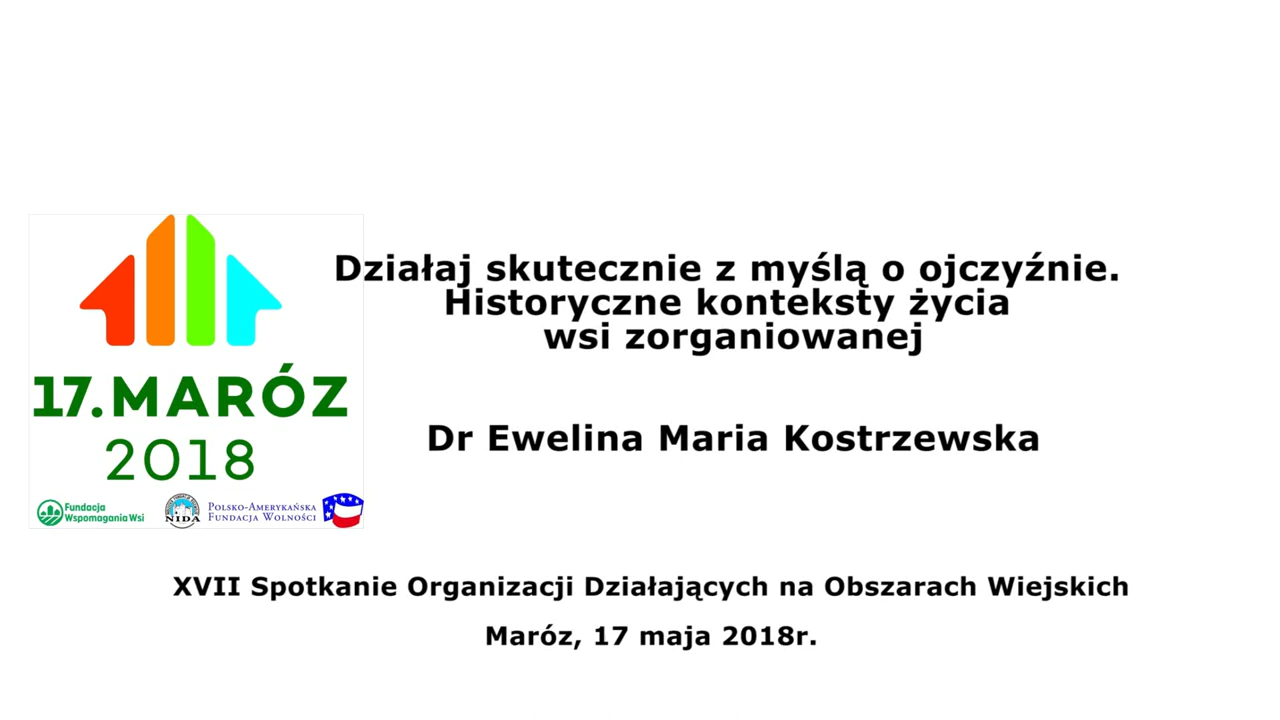 Działaj skutecznie z myślą o ojczyźnie.
Historyczne konteksty życia
wsi zorganiowanej
17. MARÓZ
2018
Dr Ewelina Maria Kostrzewska
Fundacja
Wspomagania Wsi
NIDA
POLSKO-AMERYKAŃSKA
FUNDACJA WOLNOŚCI
XVII Spotkanie Organizacji Działających na Obszarach Wiejskich
Maróz, 17 maja 2018r.